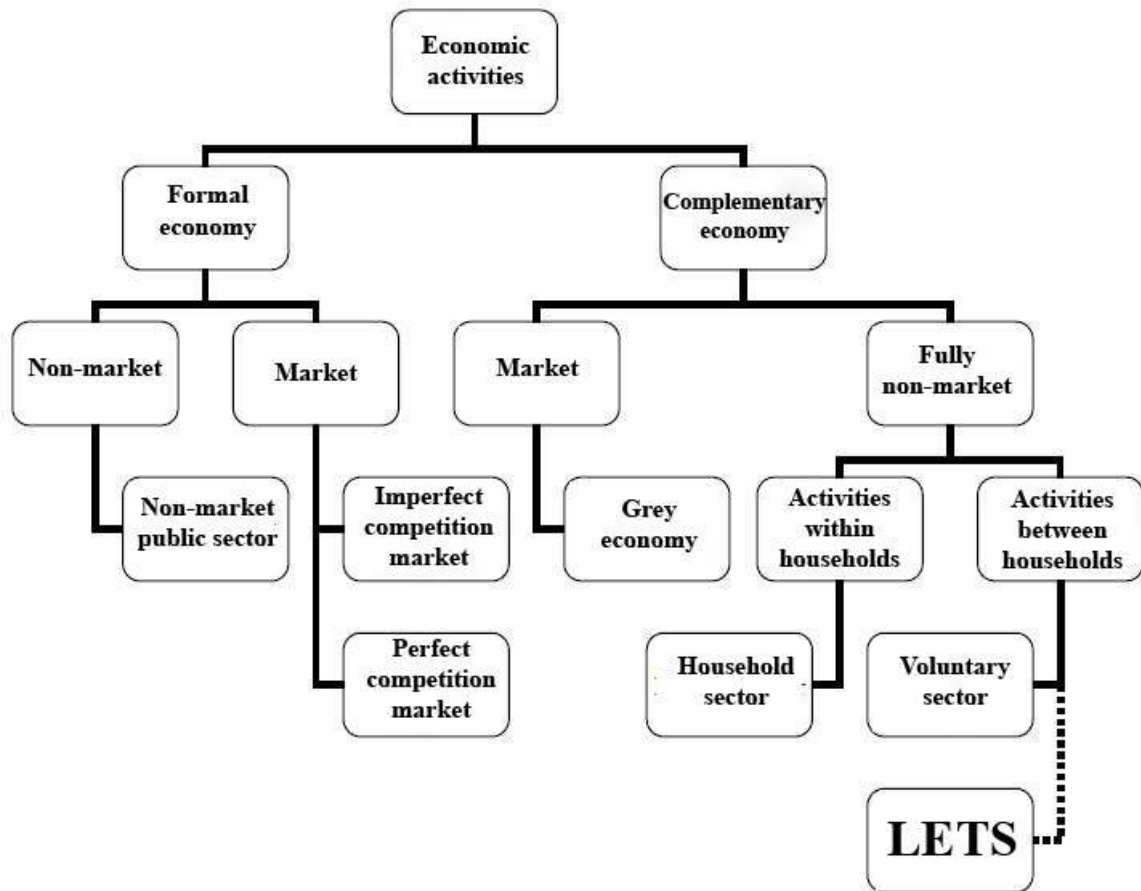 Economic
activities
Formal
economy
Complementary
economy
Non-market
Market
Market
Fully
non-market
Non-market
public sector
Imperfect
competition
market
Grey
economy
Activities
within
households
Activities
between
households
Perfect
competition
market
Household
sector
Voluntary
sector
LETS